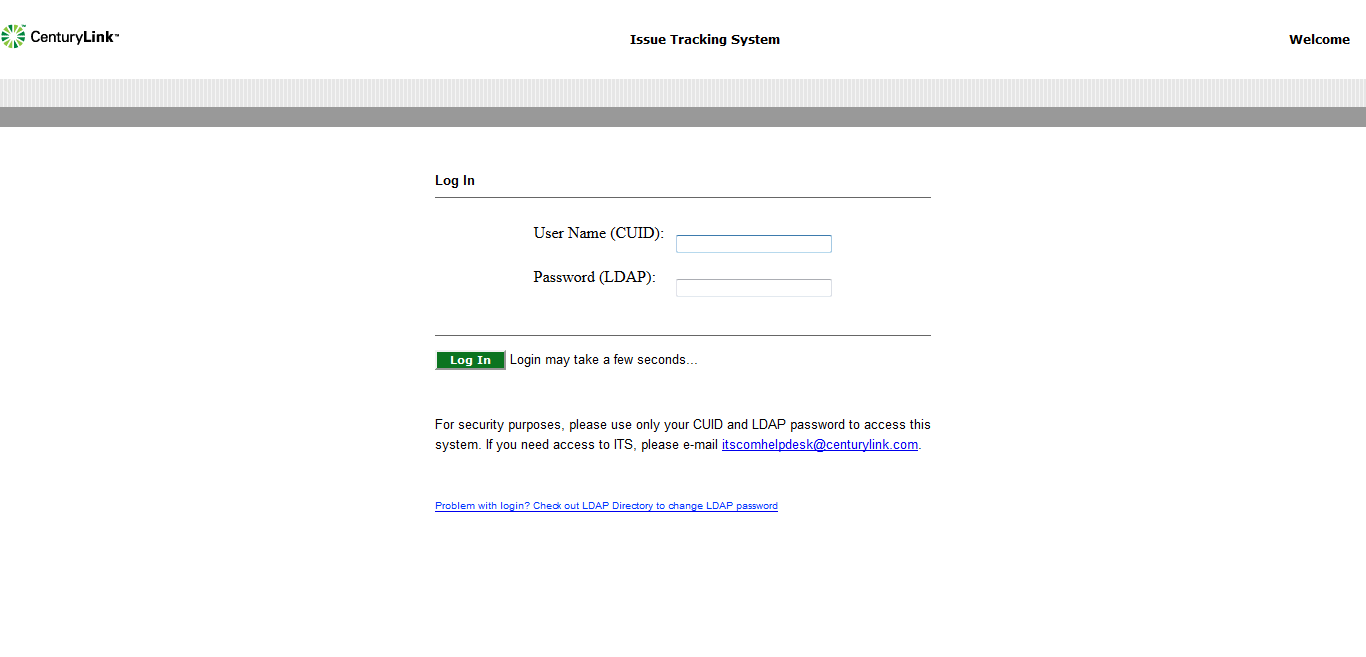 CenturyLink™
Issue Tracking System
Welcome
Log In
User Name (CUID):
Password (LDAP):
Log In Login may take a few seconds...
For security purposes, please use only your CUID and LDAP password to access this
system. If you need access to ITS, please e-mail itscomhelpdesk@centurylink.com.
Problem with login? Check out LDAP Directory to change LDAP password